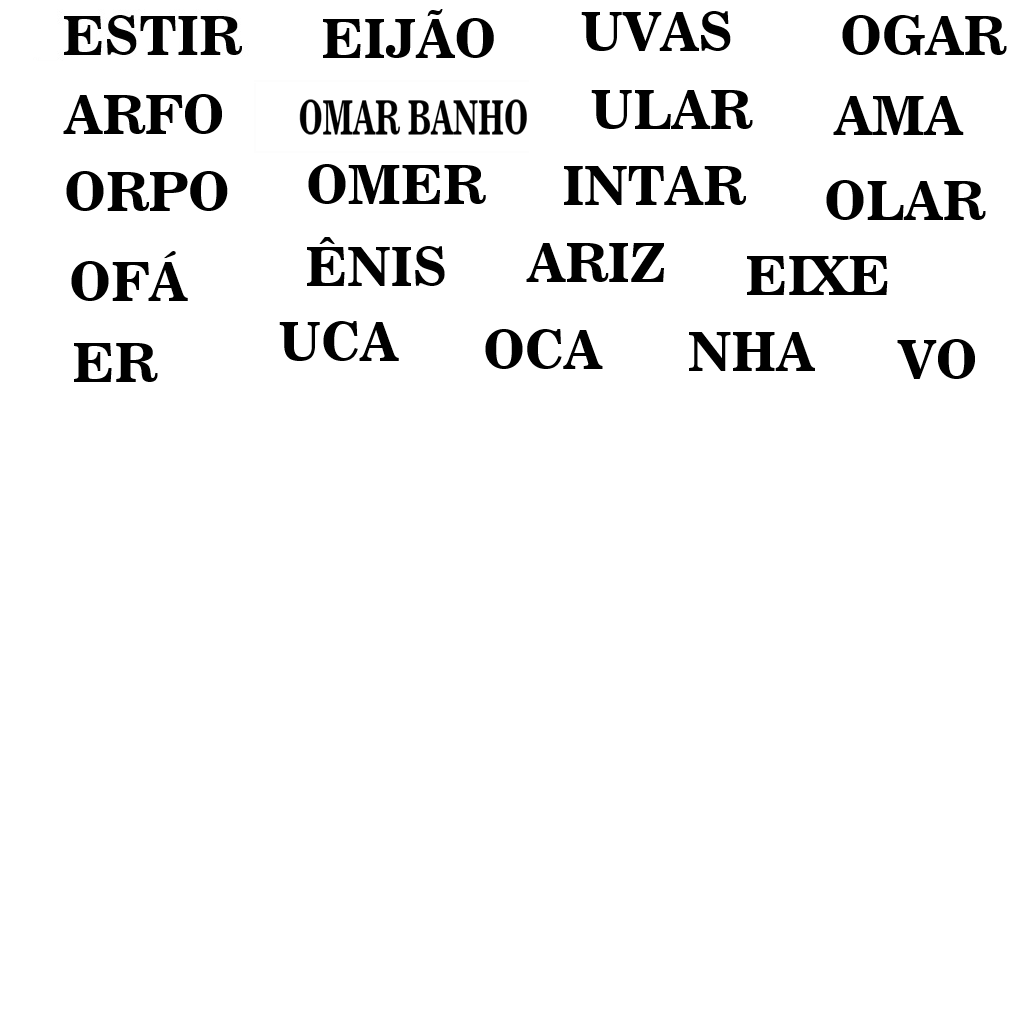 ESTIR EIJÃO UVAS OGAR
ARFO OMAR BANHO ULAR AMA
ORPO OMER INTAR OLAR
OFÁ ÊNIS ARIZ EIXE
ER UCA OCA NHA VO